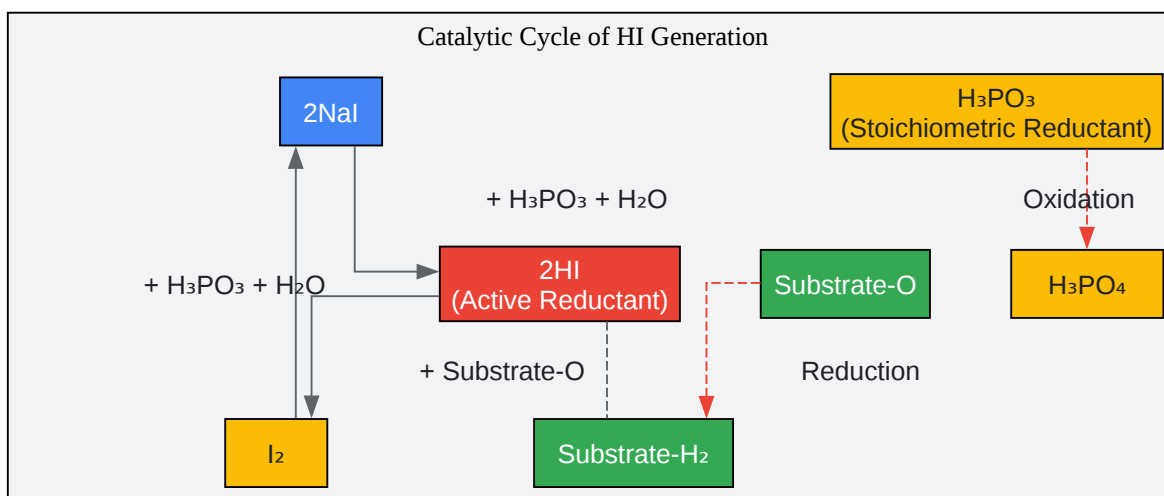 Catalytic Cycle of HI Generation
2NaI
H₃PO₃
(Stoichiometric Reductant)
+ H₃PO₃ + H₂O
Oxidation
2HI
(Active Reductant)
Substrate-O
H₃PO₄
+ H₃PO₃ + H₂O
+ Substrate-O
Reduction
I₂
Substrate-H₂